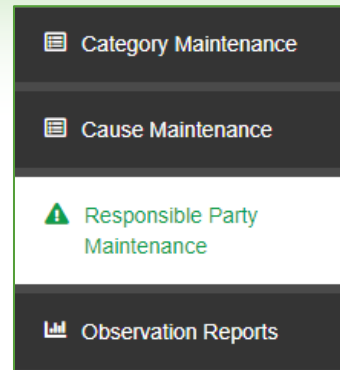 Category Maintenance
Cause Maintenance
Responsible Party
Maintenance
Observation Reports